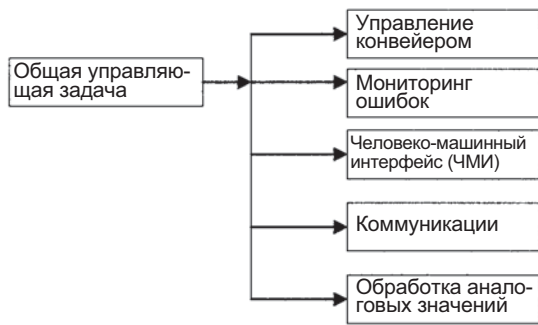 Общая управляю-
щая задача
Управление
конвейером
Мониторинг
ошибок
Человеко-машинный
интерфейс (ЧМИ)
Коммуникации
Обработка анало-
говых значений